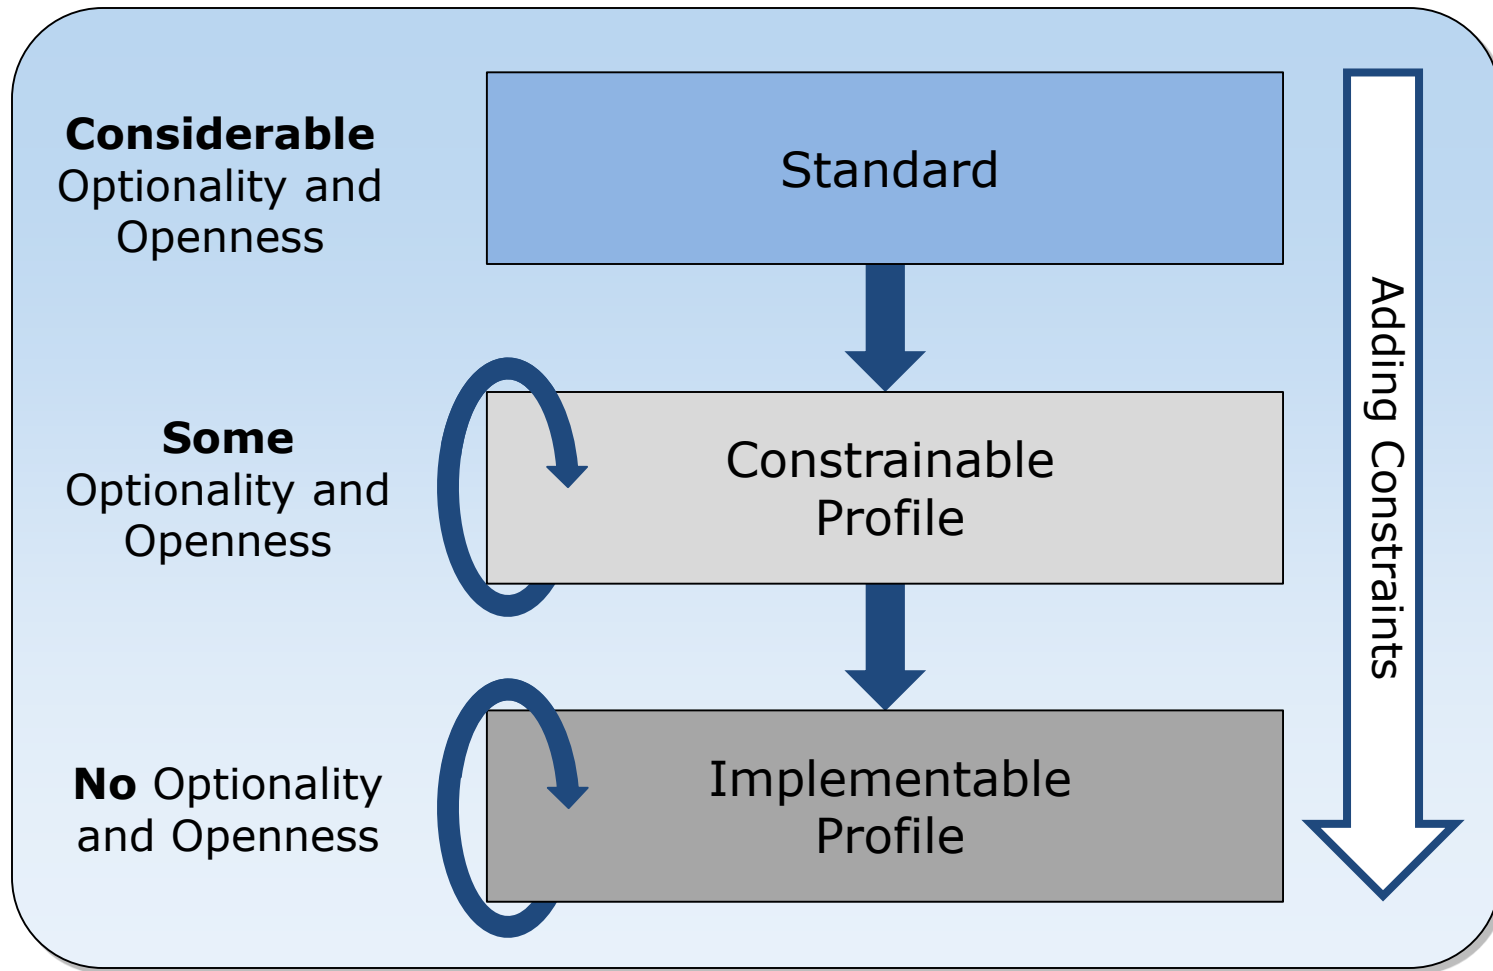 Considerable
Optionality and
Openness
Standard
Some
Optionality and
Openness
Constrainable
Profile
No Optionality
and Openness
Implementable
Profile
Adding Constraints